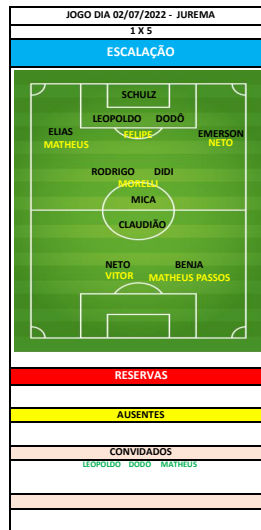 JOGO DIA 02/07/2022 - JUREMA
1 X 5
ESCALAÇÃO
SCHULZ
LEOPOLDO DODÔ
ELIAS FELIPE EMERSON
MATHEUS NETO
RODRIGO DIDI
MORELLI
MICA
CLAUDIÃO
NETO BENJA
VITOR MATHEUS PASSOS
RESERVAS
AUSENTES
CONVIDADOS
LEOPOLDO DODÔ MATHEUS